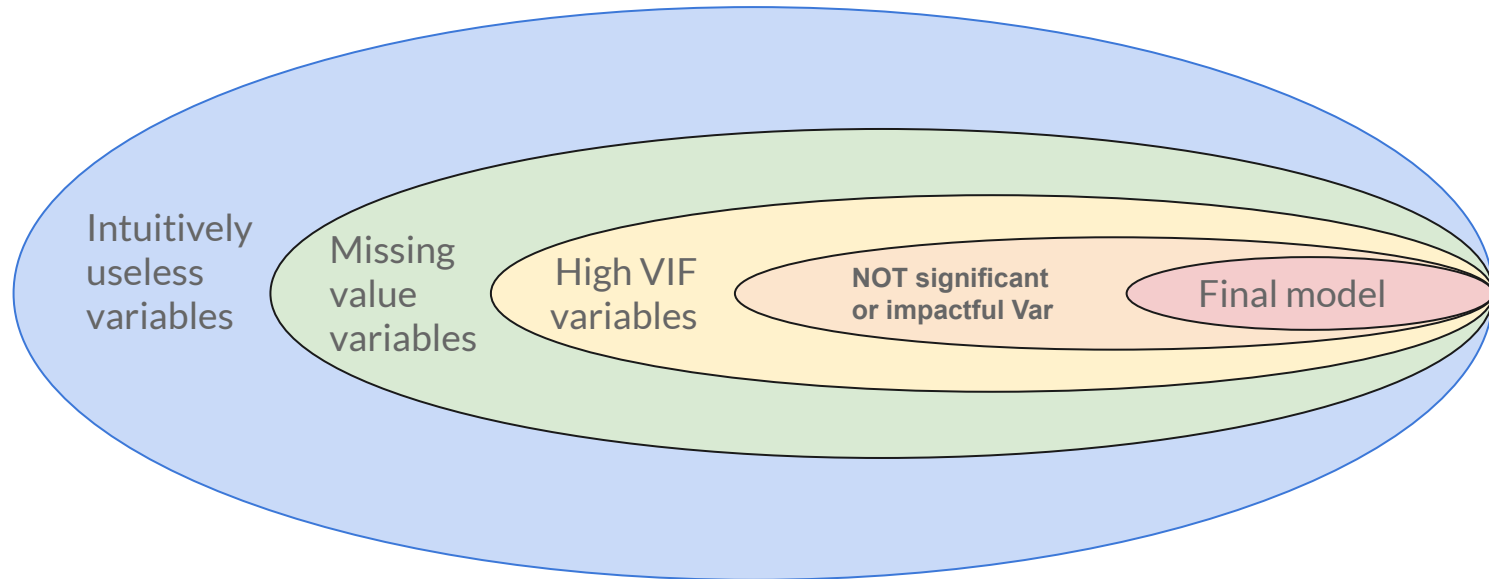 Intuitively
useless
variables
Missing
value
variables
High VIF
variables
NOT significant
or impactful Var
Final model